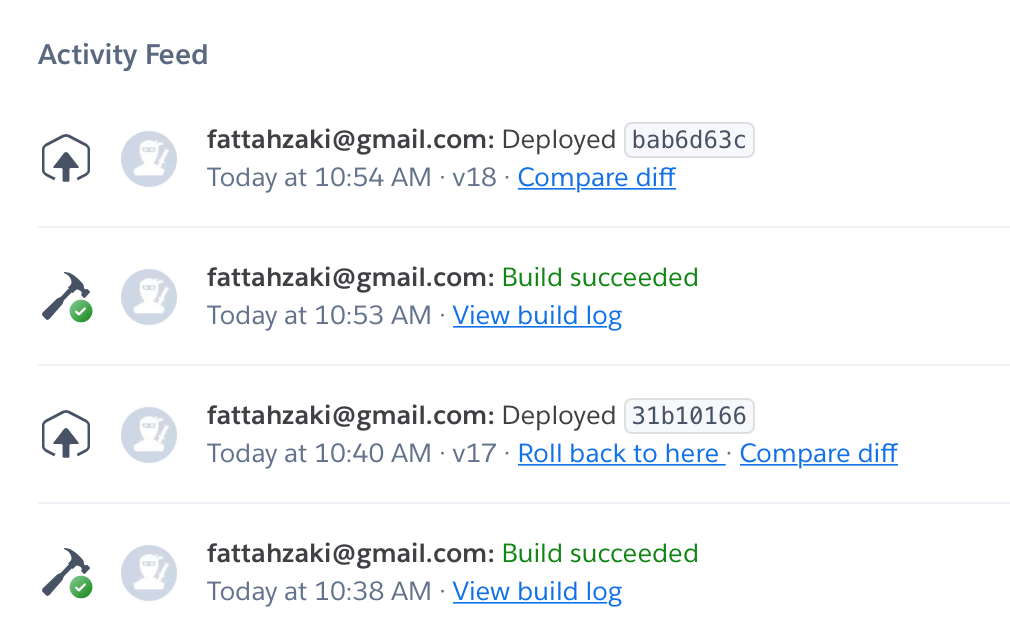 Activity Feed
fattahzaki@gmail.com: Deployed bab6d63c
Today at 10:54 AM · v18 · Compare diff
fattahzaki@gmail.com: Build succeeded
Today at 10:53 AM · View build log
fattahzaki@gmail.com: Deployed 31b10166
Today at 10:40 AM · v17 · Roll back to here · Compare diff
fattahzaki@gmail.com: Build succeeded
Today at 10:38 AM · View build log